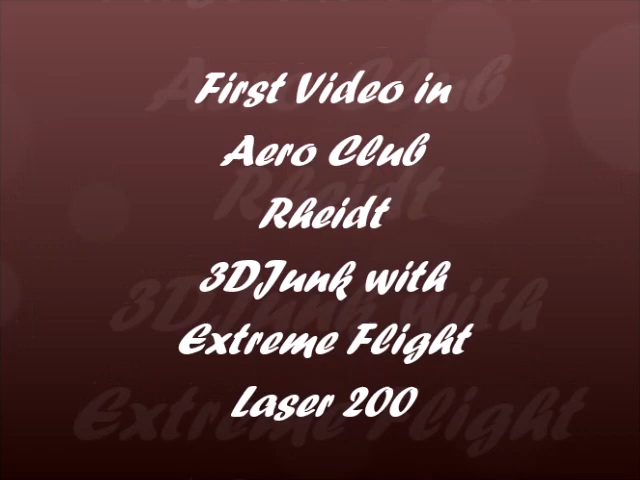 First Video in
Aero Club
Rheidt
3DJunk with
Extreme Flight
Laser 200